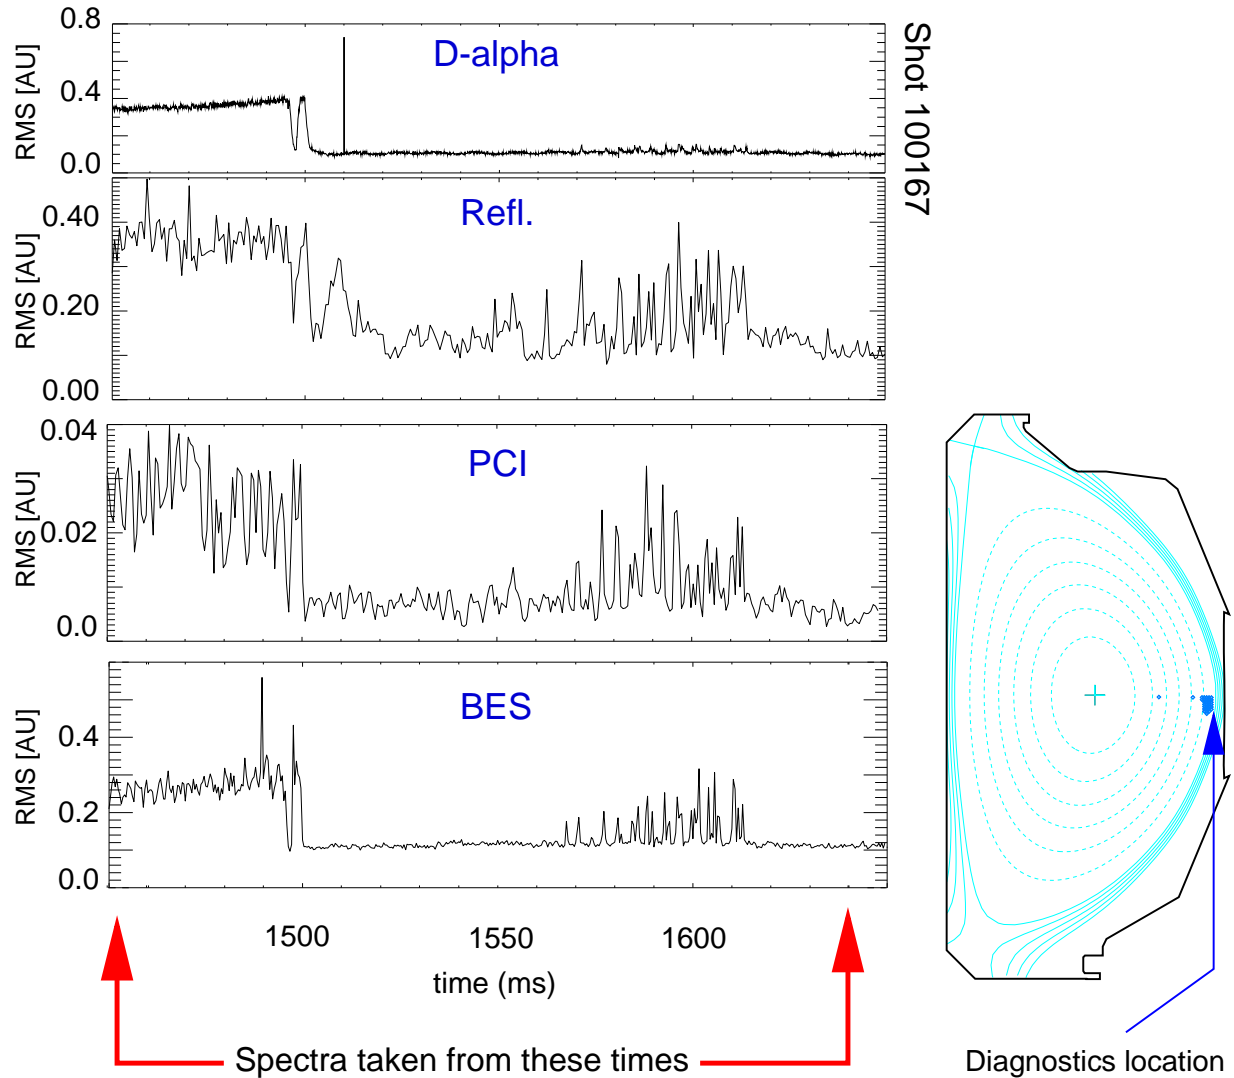 0.8
D-alpha
RMS [AU]
0.4
0.0
Shot 100167
0.40
Refl.
RMS [AU]
0.20
0.00
0.04
PCI
RMS [AU]
0.02
0.0
BES
RMS [AU]
0.4
0.2
0.0
1500 1550 1600
time (ms)
Spectra taken from these times
Diagnostics location